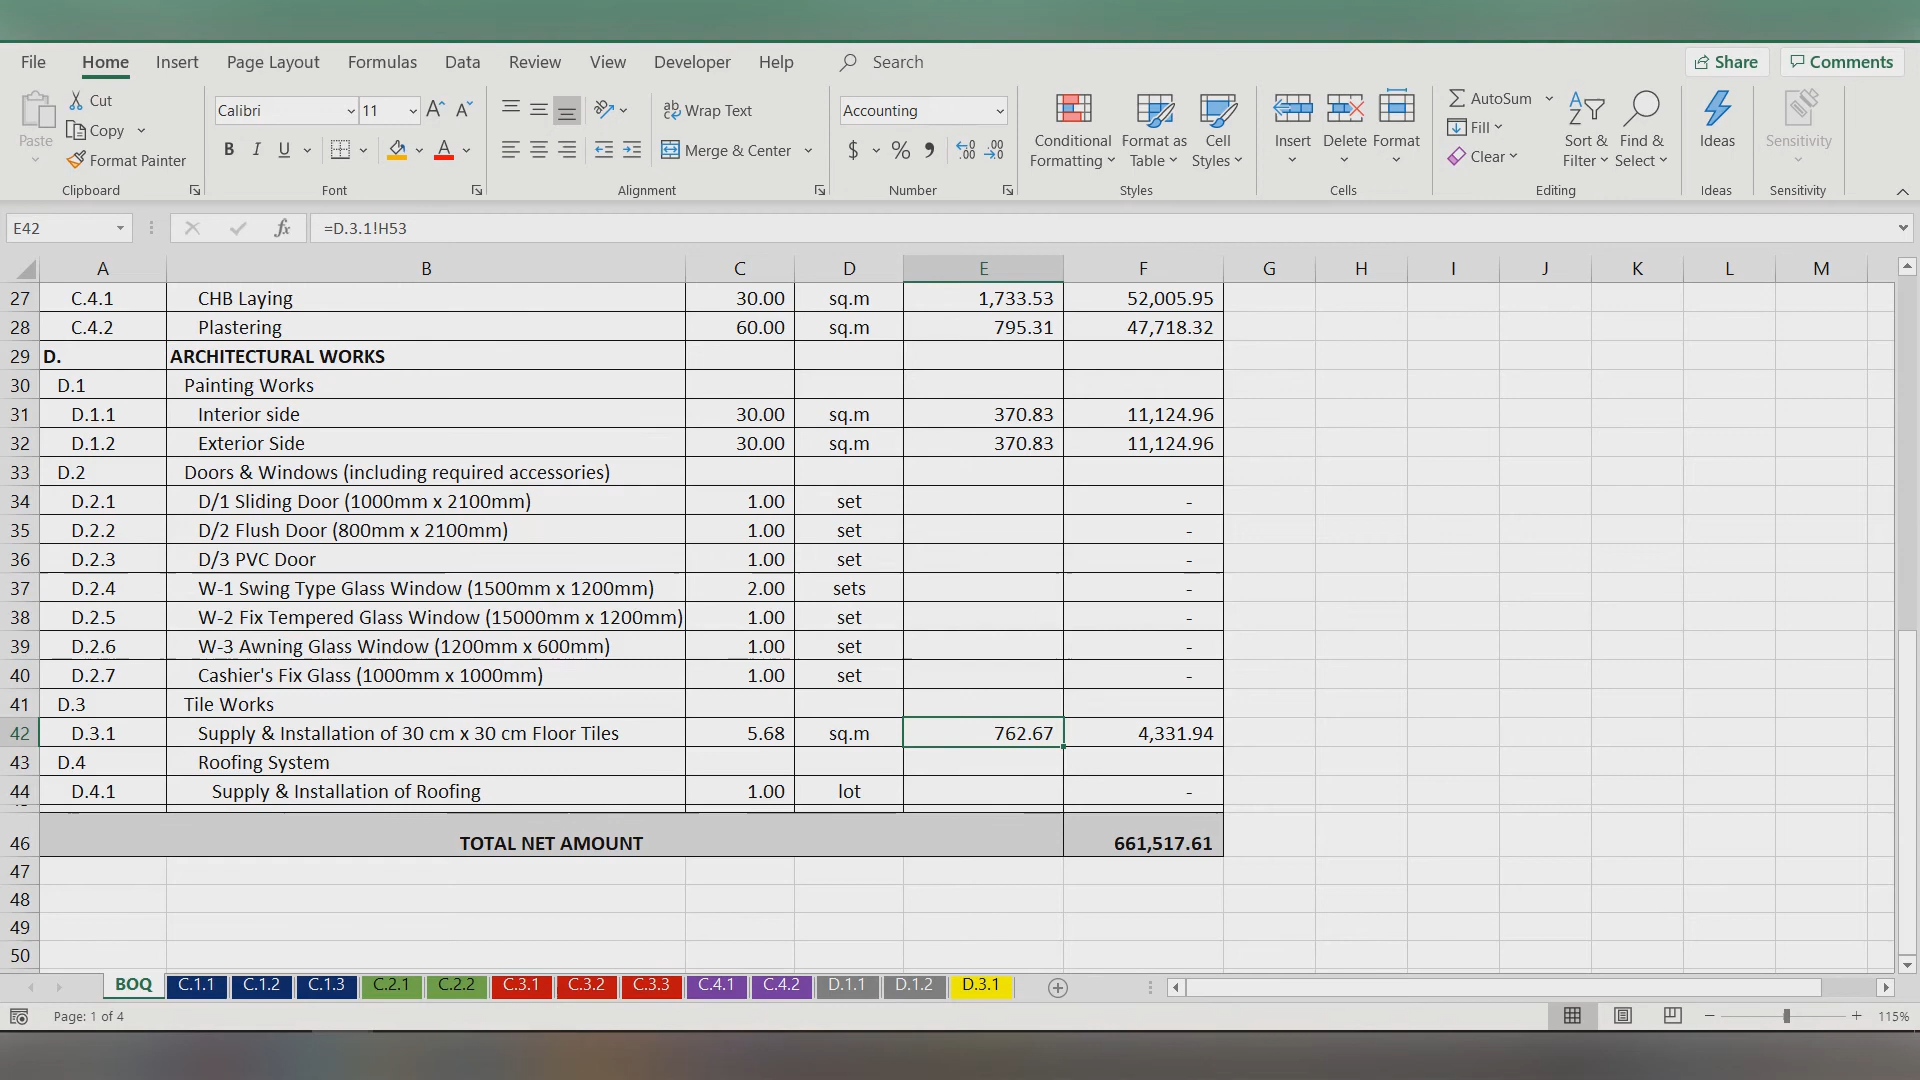 File Home Insert Page Layout Formulas Data Review View Developer Help Search Share Comments
Paste Cut Copy Format Painter Clipboard
Calibri 11 A A B I U A Font
ab Wrap Text Merge & Center Alignment
Accounting $ % 9 .00 .00 Number
Conditional Formatting Format as Table Cell Styles Styles
Insert Delete Format Cells
AutoSum Fill Clear Sort & Filter Find & Select Editing
Ideas Ideas Sensitivity Sensitivity
E42 fx =D.3.1!H53
A B C D E F G H I J K L M
27 C.4.1 CHB Laying 30.00 sq.m 1,733.53 52,005.95
28 C.4.2 Plastering 60.00 sq.m 795.31 47,718.32
29 D. ARCHITECTURAL WORKS
30 D.1 Painting Works
31 D.1.1 Interior side 30.00 sq.m 370.83 11,124.96
32 D.1.2 Exterior Side 30.00 sq.m 370.83 11,124.96
33 D.2 Doors & Windows (including required accessories)
34 D.2.1 D/1 Sliding Door (1000mm x 2100mm) 1.00 set -
35 D.2.2 D/2 Flush Door (800mm x 2100mm) 1.00 set -
36 D.2.3 D/3 PVC Door 1.00 set -
37 D.2.4 W-1 Swing Type Glass Window (1500mm x 1200mm) 2.00 sets -
38 D.2.5 W-2 Fix Tempered Glass Window (15000mm x 1200mm) 1.00 set -
39 D.2.6 W-3 Awning Glass Window (1200mm x 600mm) 1.00 set -
40 D.2.7 Cashier's Fix Glass (1000mm x 1000mm) 1.00 set -
41 D.3 Tile Works
42 D.3.1 Supply & Installation of 30 cm x 30 cm Floor Tiles 5.68 sq.m 762.67 4,331.94
43 D.4 Roofing System
44 D.4.1 Supply & Installation of Roofing 1.00 lot -
46 TOTAL NET AMOUNT 661,517.61
47
48
49
50
BOQ C.1.1 C.1.2 C.1.3 C.2.1 C.2.2 C.3.1 C.3.2 C.3.3 C.4.1 C.4.2 D.1.1 D.1.2 D.3.1
Page: 1 of 4 115%